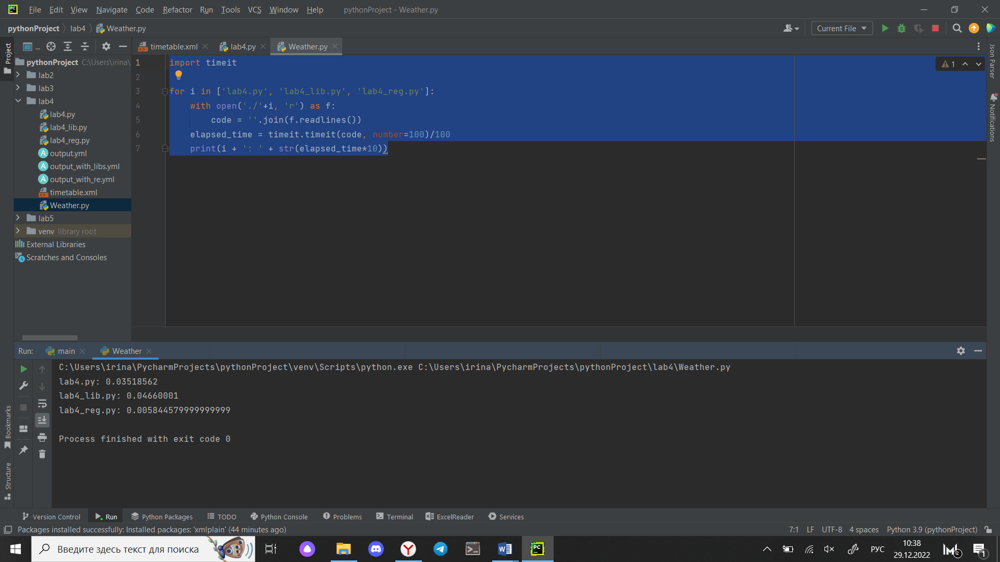 File Edit View Navigate Code Refactor Run Tools VCS Window Help pythonProject - Weather.py
pythonProject lab4 Weather.py Current File
... timetable.xml lab4.py Weather.py
Project
pythonProject C:\Users\irina\
lab2
lab3
lab4
lab4.py
lab4_lib.py
lab4_reg.py
output.yml
output_with_libs.yml
output_with_re.yml
timetable.xml
Weather.py
lab5
venv library root
External Libraries
Scratches and Consoles
1 import timeit
2
3 for i in ['lab4.py', 'lab4_lib.py', 'lab4_reg.py']:
4 with open('./'+i, 'r') as f:
5 code = ''.join(f.readlines())
6 elapsed_time = timeit.timeit(code, number=100)/100
7 print(i + ': ' + str(elapsed_time*10))
1
Json Parser
Notifications
Run: main Weather
C:\Users\irina\PycharmProjects\pythonProject\venv\Scripts\python.exe C:\Users\irina\PycharmProjects\pythonProject\lab4\Weather.py
lab4.py: 0.03518562
lab4_lib.py: 0.04660001
lab4_reg.py: 0.005844579999999999
Process finished with exit code 0
Bookmarks
Structure
Version Control Run Python Packages TODO Python Console Problems Terminal ExcelReader Services
Packages installed successfully: Installed packages: 'xmlplain' (44 minutes ago) 7:1 LF UTF-8 4 spaces Python 3.9 (pythonProject)
Введите здесь текст для поиска РУС 10:38
29.12.2022
2
1